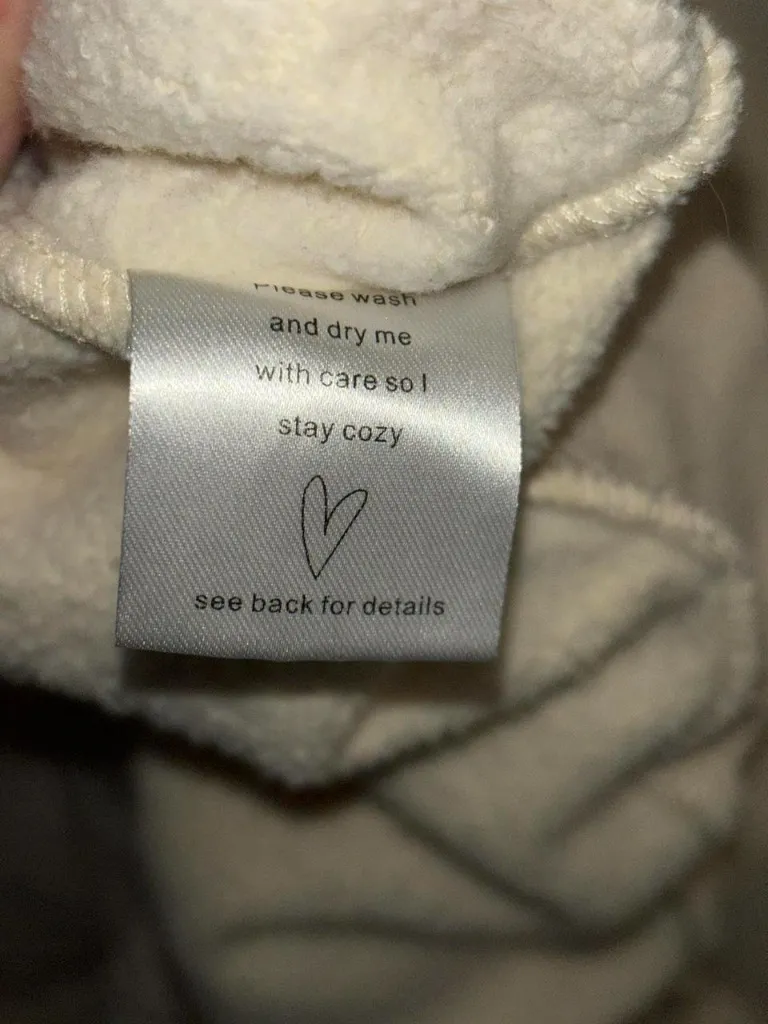 Please wash
and dry me
with care so I
stay cozy
see back for details